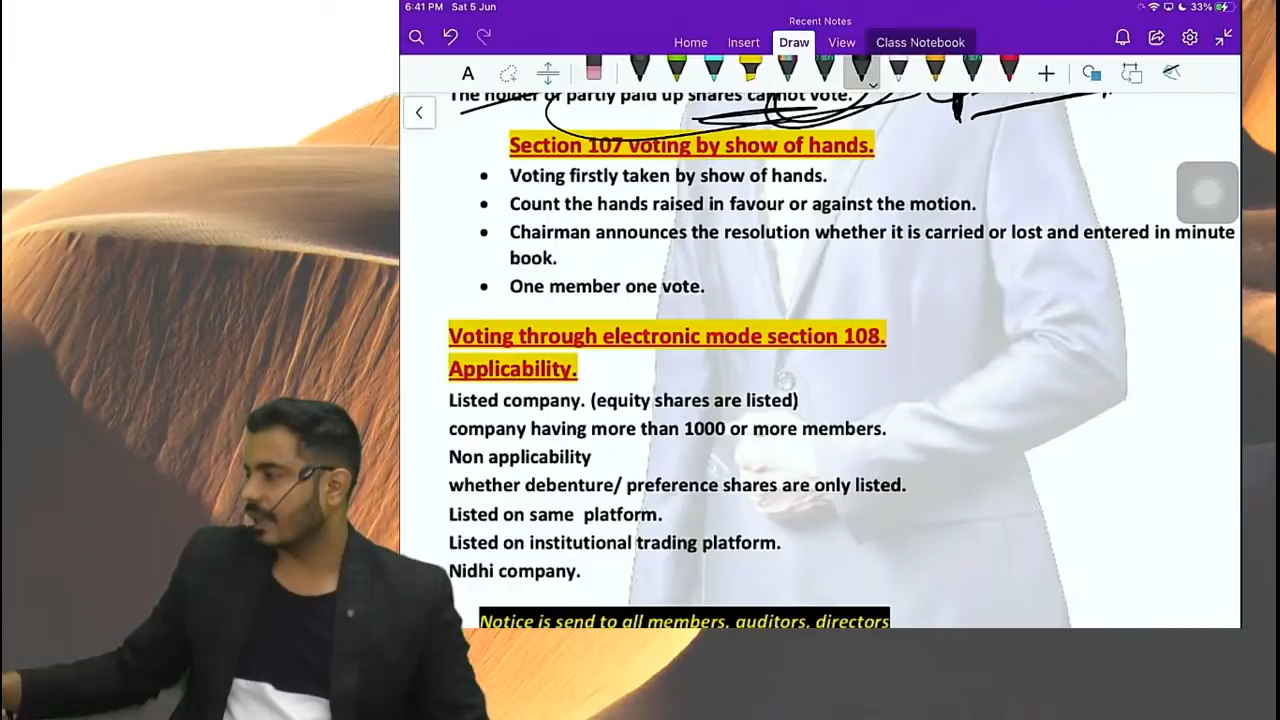 6:41 PM Sat 5 Jun
33%
Recent Notes
Home Insert Draw View Class Notebook
A
The holder of partly paid up shares cannot vote.
Section 107 voting by show of hands.
• Voting firstly taken by show of hands.
• Count the hands raised in favour or against the motion.
• Chairman announces the resolution whether it is carried or lost and entered in minute
book.
• One member one vote.
Voting through electronic mode section 108.
Applicability.
Listed company. (equity shares are listed)
company having more than 1000 or more members.
Non applicability
whether debenture/ preference shares are only listed.
Listed on same platform.
Listed on institutional trading platform.
Nidhi company.
Notice is send to all members, auditors, directors